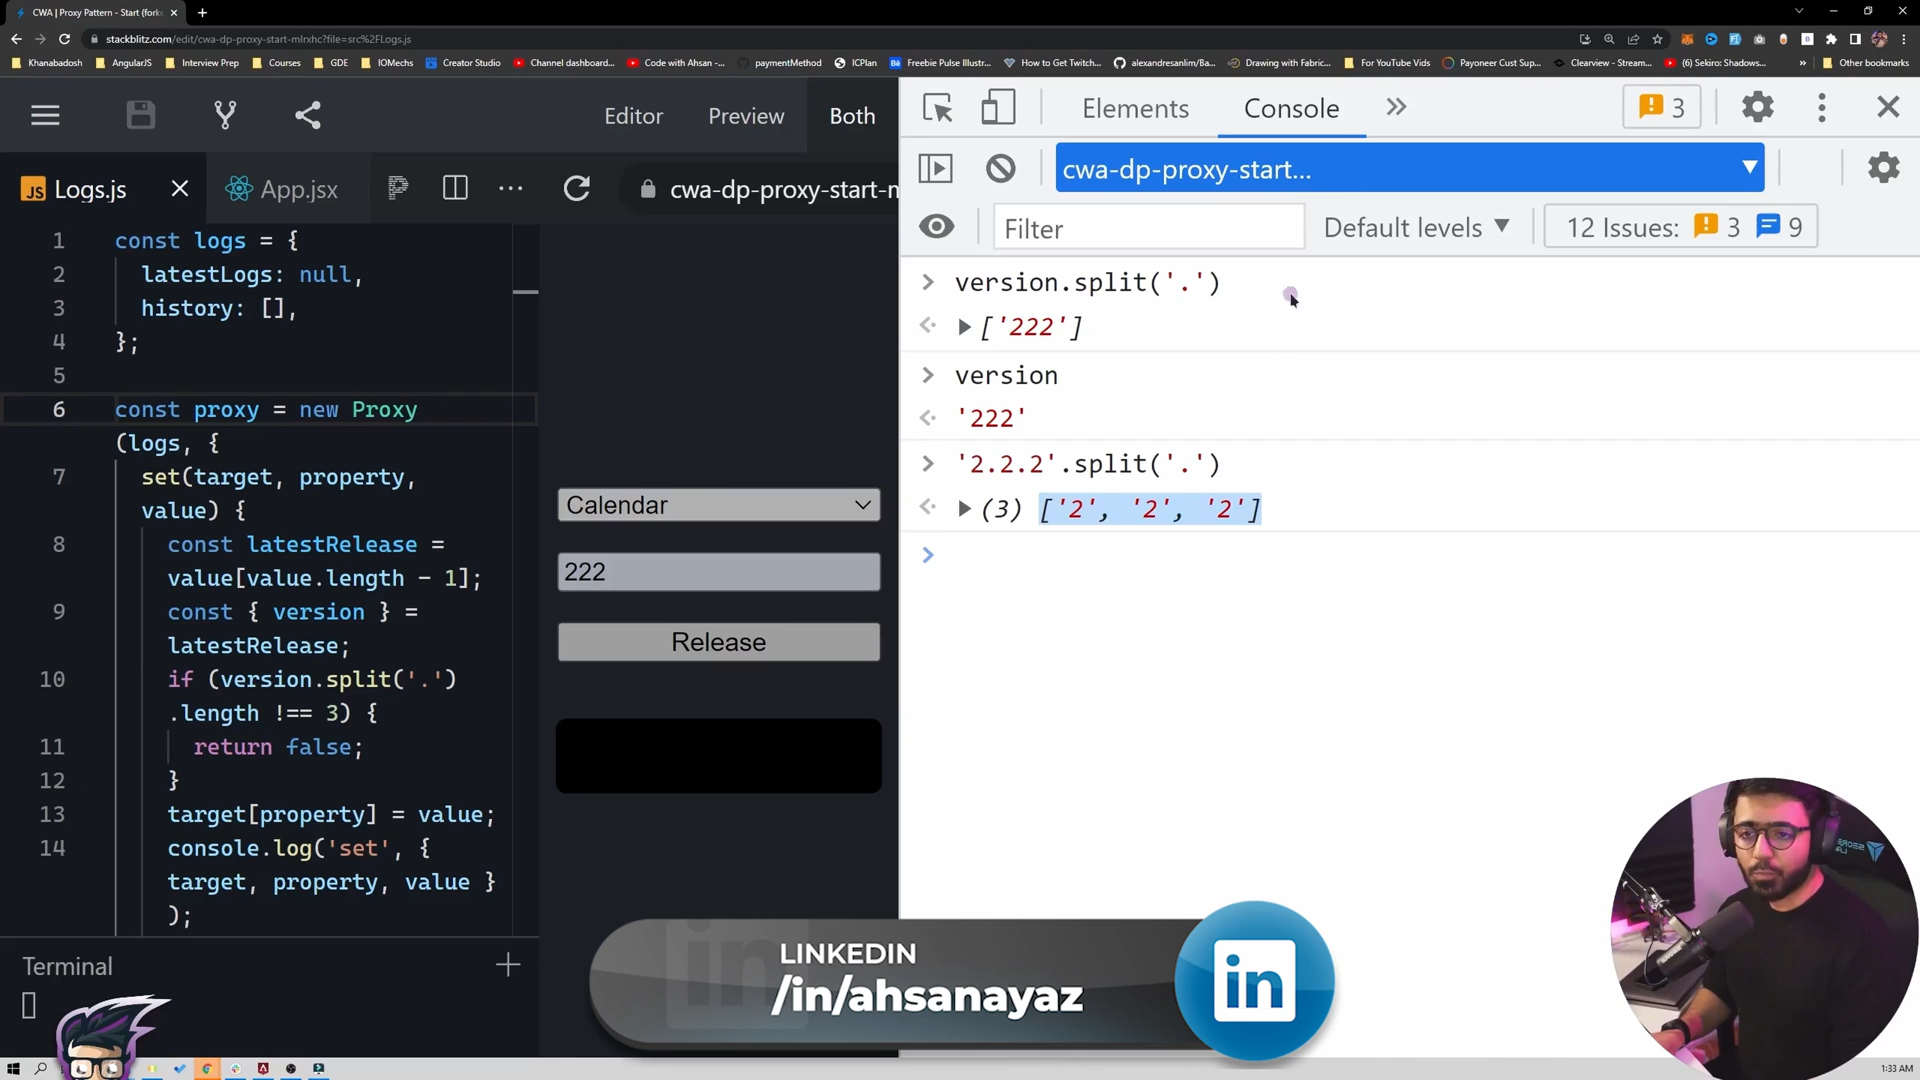 CWA | Proxy Pattern - Start (fork
stackblitz.com/edit/cwa-dp-proxy-start-mlrxhc?file=src%2FLogs.js
Khanabadosh
AngularJS
Interview Prep
Courses
GDE
IOMechs
Creator Studio
Channel dashboard...
Code with Ahsan -...
paymentMethod
ICPlan
Freebie Pulse Illustr...
How to Get Twitch...
alexandresanlim/Ba...
Drawing with Fabric...
For YouTube Vids
Payoneer Cust Sup...
Clearview - Stream...
(6) Sekiro: Shadows...
Other bookmarks
Editor
Preview
Both
Logs.js
App.jsx
cwa-dp-proxy-start-m
1 const logs = {
2 latestLogs: null,
3 history: [],
4 };
5
6 const proxy = new Proxy
(logs, {
7 set(target, property,
value) {
8 const latestRelease =
value[value.length - 1];
9 const { version } =
latestRelease;
10 if (version.split('.')
.length !== 3) {
11 return false;
12 }
13 target[property] = value;
14 console.log('set', {
target, property, value }
);
Terminal
Calendar
222
Release
Elements
Console
3
cwa-dp-proxy-start...
Filter
Default levels
12 Issues: 3 9
version.split('.')
['222']
version
'222'
'2.2.2'.split('.')
(3) ['2', '2', '2']
LINKEDIN
/in/ahsanayaz
in
1:33 AM